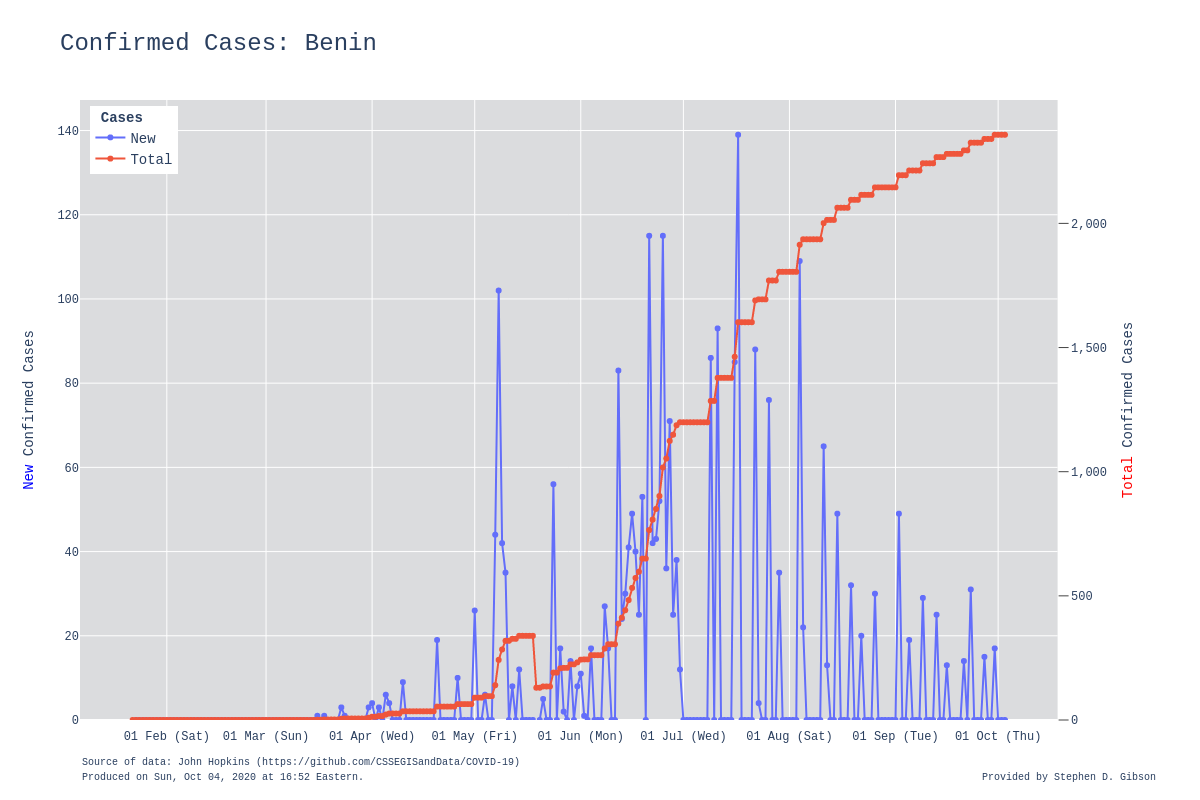 Confirmed Cases: Benin
Cases
New
Total
140
120
100
80
60
40
20
0
2,000
1,500
1,000
500
0
New Confirmed Cases
Total Confirmed Cases
01 Feb (Sat) 01 Mar (Sun) 01 Apr (Wed) 01 May (Fri) 01 Jun (Mon) 01 Jul (Wed) 01 Aug (Sat) 01 Sep (Tue) 01 Oct (Thu)
Source of data: John Hopkins (https://github.com/CSSEGISandData/COVID-19)
Produced on Sun, Oct 04, 2020 at 16:52 Eastern.
Provided by Stephen D. Gibson